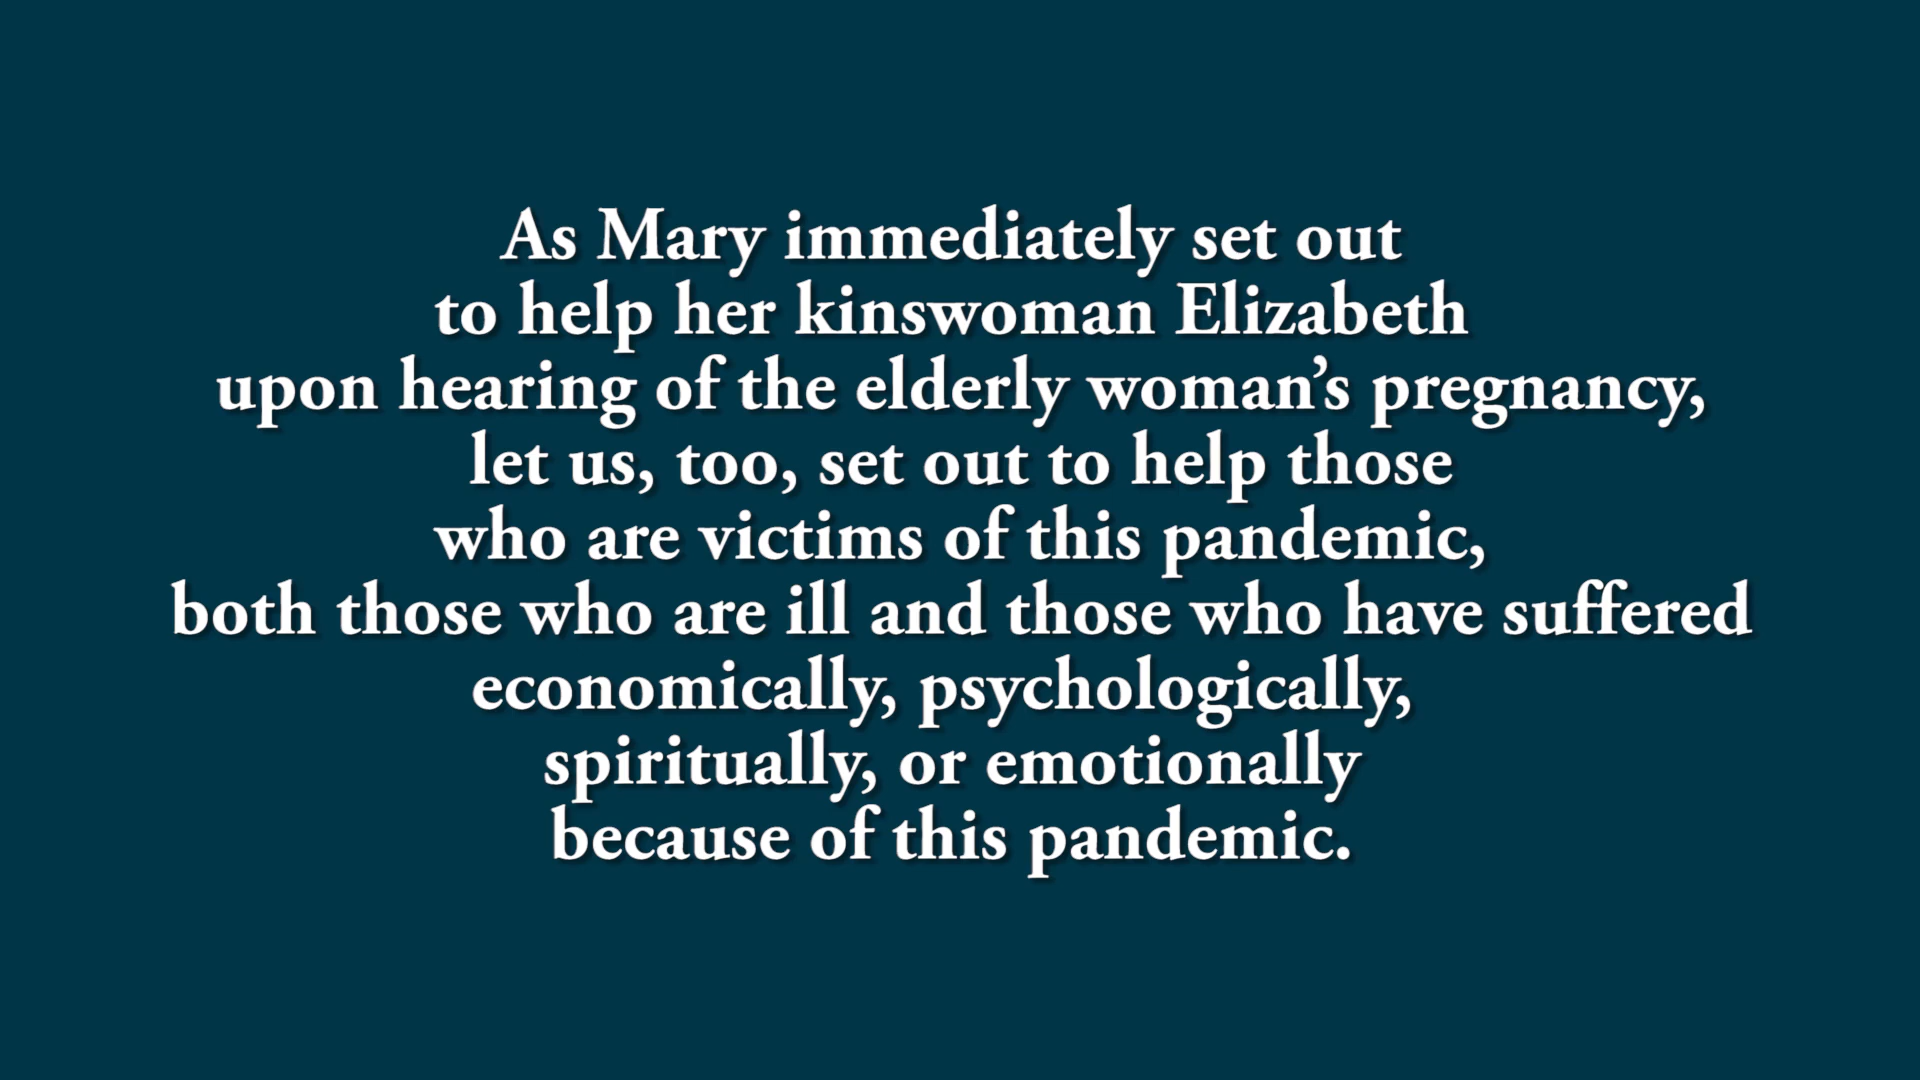 As Mary immediately set out
to help her kinswoman Elizabeth
upon hearing of the elderly woman’s pregnancy,
let us, too, set out to help those
who are victims of this pandemic,
both those who are ill and those who have suffered
economically, psychologically,
spiritually, or emotionally
because of this pandemic.